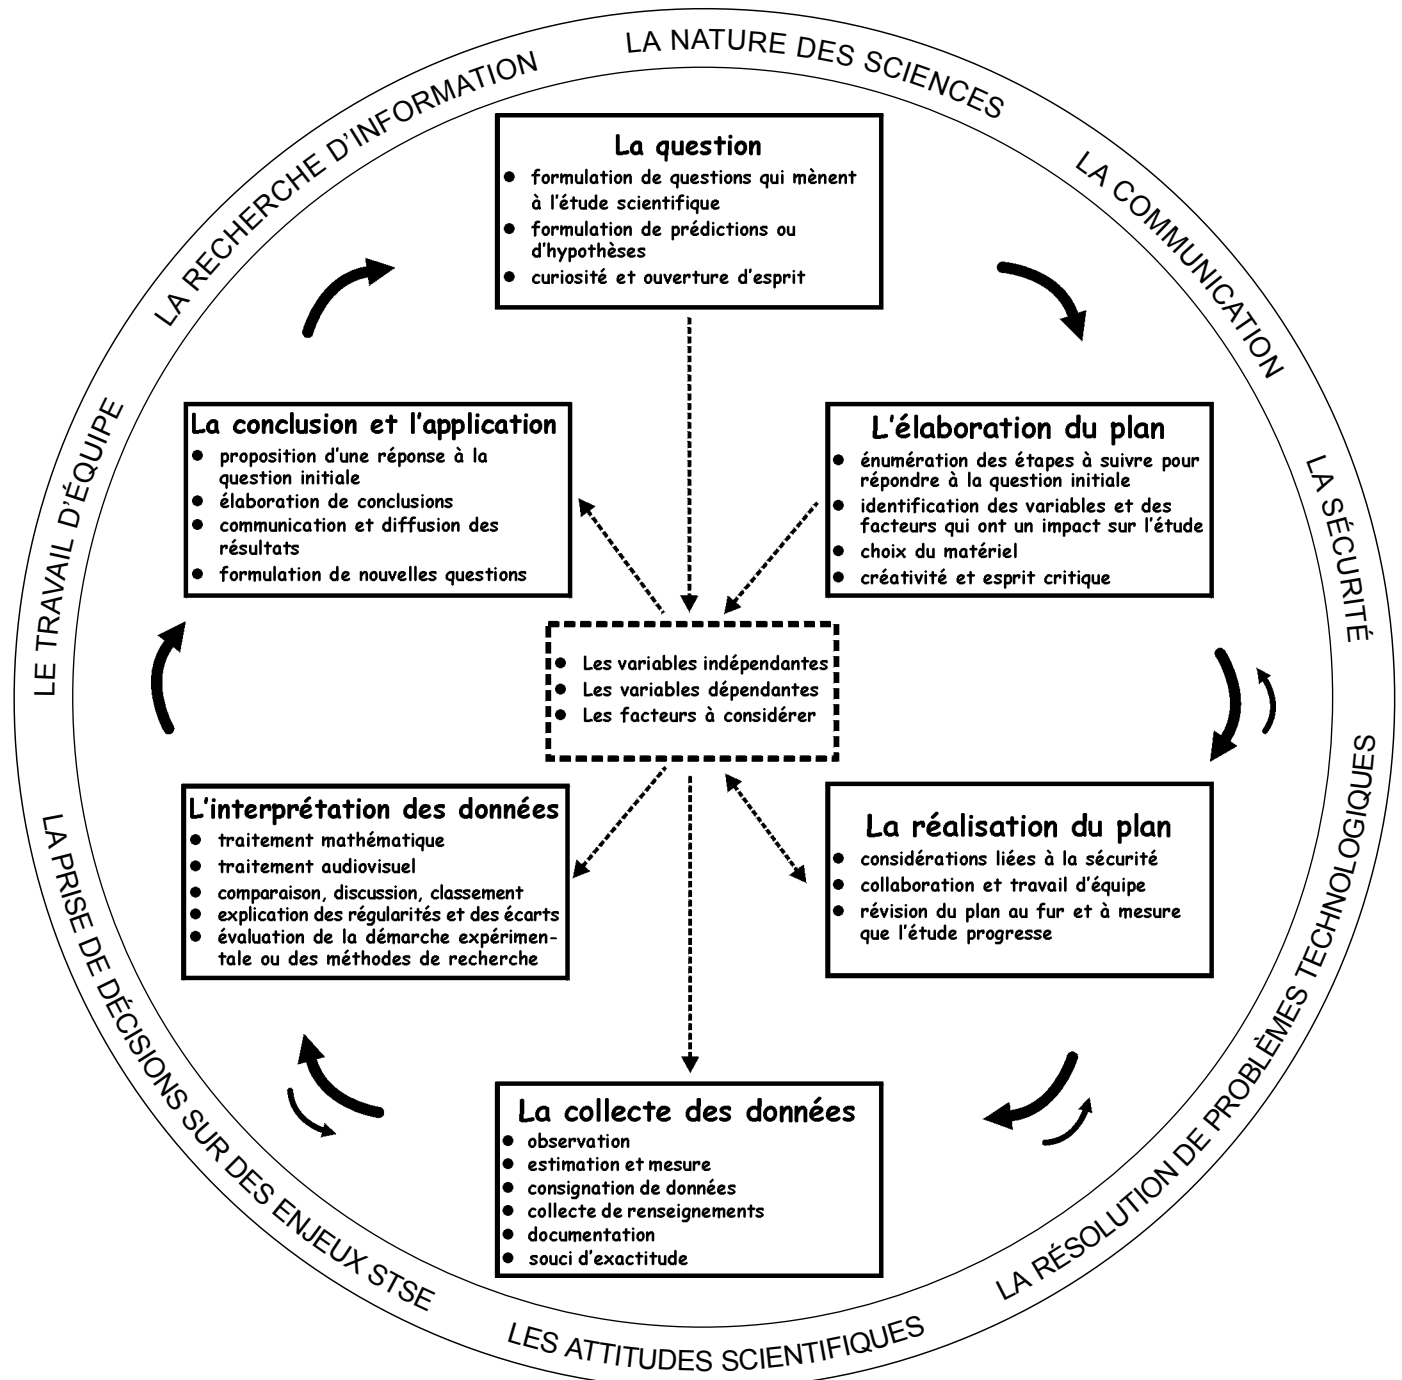 LA NATURE DES SCIENCES
LA COMMUNICATION
LA SÉCURITÉ
LA RÉSOLUTION DE PROBLÈMES TECHNOLOGIQUES
LES ATTITUDES SCIENTIFIQUES
LA PRISE DE DÉCISIONS SUR DES ENJEUX STSE
LE TRAVAIL D'ÉQUIPE
LA RECHERCHE D'INFORMATION
La question
● formulation de questions qui mènent
à l'étude scientifique
● formulation de prédictions ou
d'hypothèses
● curiosité et ouverture d'esprit
L'élaboration du plan
● énumération des étapes à suivre pour
répondre à la question initiale
● identification des variables et des
facteurs qui ont un impact sur l'étude
● choix du matériel
● créativité et esprit critique
La réalisation du plan
● considérations liées à la sécurité
● collaboration et travail d'équipe
● révision du plan au fur et à mesure
que l'étude progresse
La collecte des données
● observation
● estimation et mesure
● consignation de données
● collecte de renseignements
● documentation
● souci d'exactitude
L'interprétation des données
● traitement mathématique
● traitement audiovisuel
● comparaison, discussion, classement
● explication des régularités et des écarts
● évaluation de la démarche expérimen-
tale ou des méthodes de recherche
La conclusion et l'application
● proposition d'une réponse à la
question initiale
● élaboration de conclusions
● communication et diffusion des
résultats
● formulation de nouvelles questions
● Les variables indépendantes
● Les variables dépendantes
● Les facteurs à considérer